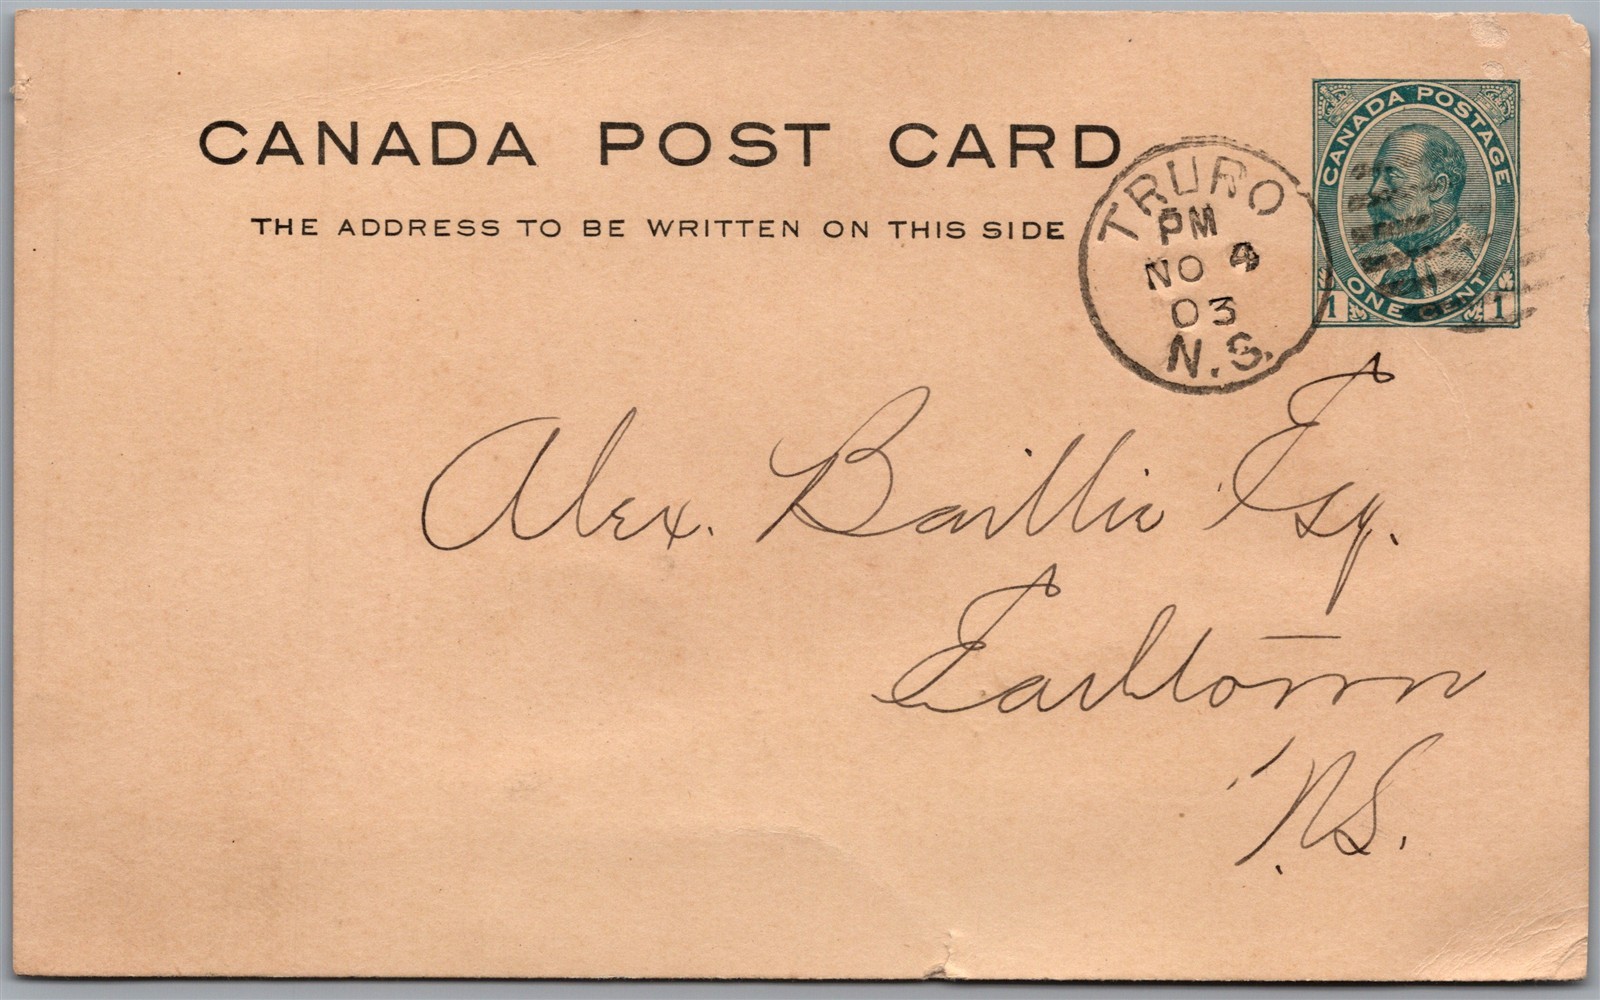 CANADA POST CARD
THE ADDRESS TO BE WRITTEN ON THIS SIDE
CANADA POSTAGE
ONE CENT
1 1
TRURO
PM
NO 4
03
N.S.
Alex. Baillie Esq.
Earltown
N.S.